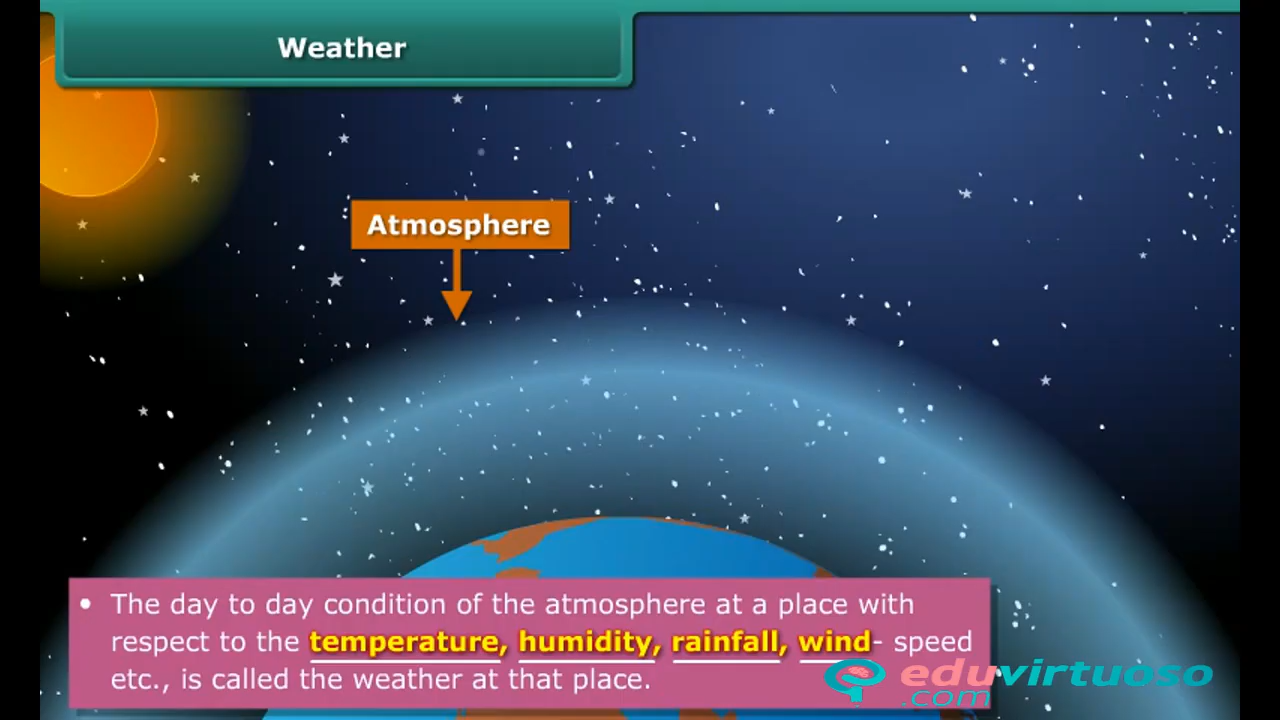 Weather
Atmosphere
• The day to day condition of the atmosphere at a place with
respect to the temperature, humidity, rainfall, wind- speed
etc., is called the weather at that place.
eduvirtuoso
.com